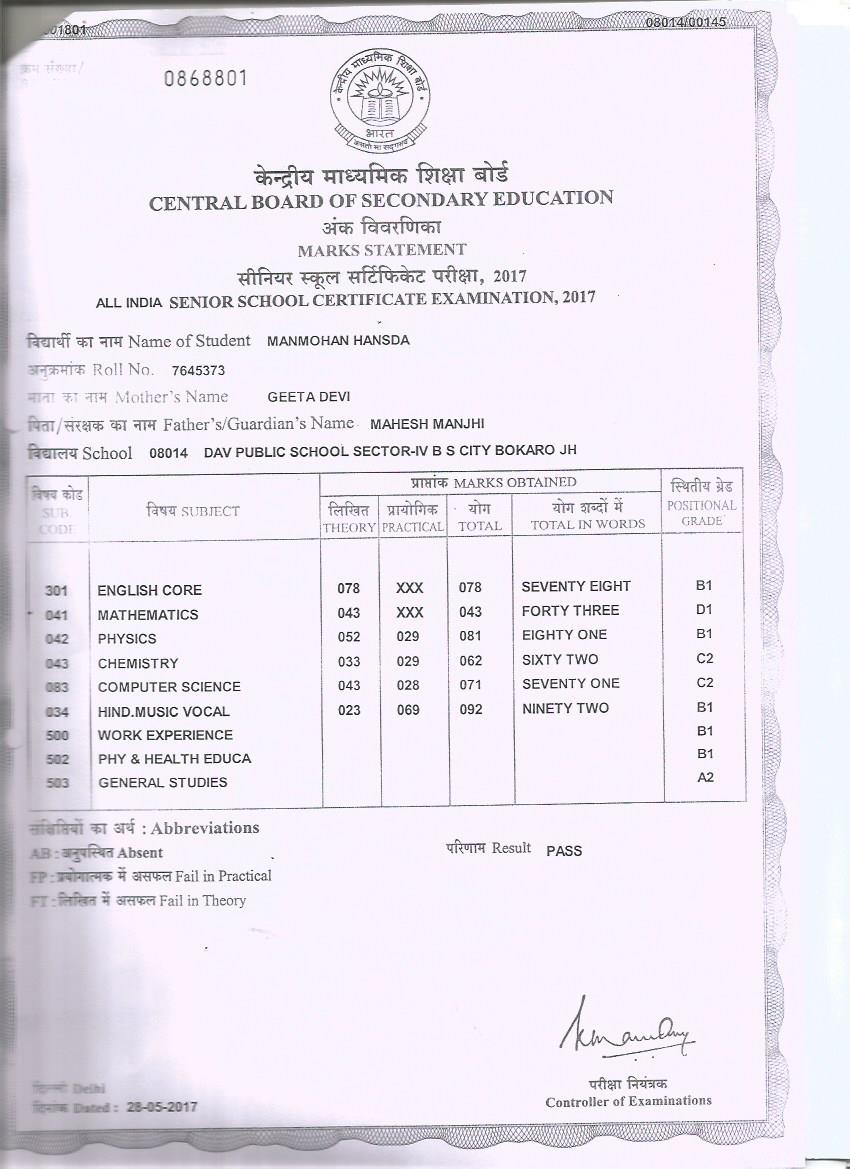 001801
08014/00145
क्रम संख्या/
0868801
केन्द्रीय माध्यमिक शिक्षा बोर्ड
भारत
असतो मा सद्गमय
केन्द्रीय माध्यमिक शिक्षा बोर्ड
CENTRAL BOARD OF SECONDARY EDUCATION
अंक विवरणिका
MARKS STATEMENT
सीनियर स्कूल सर्टिफिकेट परीक्षा, 2017
ALL INDIA SENIOR SCHOOL CERTIFICATE EXAMINATION, 2017
विद्यार्थी का नाम Name of Student MANMOHAN HANSDA
अनुक्रमांक Roll No. 7645373
माता का नाम Mother's Name GEETA DEVI
पिता/संरक्षक का नाम Father's/Guardian's Name MAHESH MANJHI
विद्यालय School 08014 DAV PUBLIC SCHOOL SECTOR-IV B S CITY BOKARO JH
विषय कोड SUB. CODE विषय SUBJECT प्राप्तांक MARKS OBTAINED स्थितीय ग्रेड POSITIONAL GRADE
लिखित THEORY प्रायोगिक PRACTICAL योग TOTAL योग शब्दों में TOTAL IN WORDS
301 ENGLISH CORE 078 XXX 078 SEVENTY EIGHT B1
041 MATHEMATICS 043 XXX 043 FORTY THREE D1
042 PHYSICS 052 029 081 EIGHTY ONE B1
043 CHEMISTRY 033 029 062 SIXTY TWO C2
083 COMPUTER SCIENCE 043 028 071 SEVENTY ONE C2
034 HIND.MUSIC VOCAL 023 069 092 NINETY TWO B1
500 WORK EXPERIENCE B1
502 PHY & HEALTH EDUCA B1
503 GENERAL STUDIES A2
संक्षिप्तियों का अर्थ : Abbreviations
AB : अनुपस्थित Absent
परिणाम Result PASS
FP : प्रयोगात्मक में असफल Fail in Practical
FT : लिखित में असफल Fail in Theory
परीक्षा नियंत्रक
Controller of Examinations
दिल्ली Delhi
दिनांक Dated : 28-05-2017